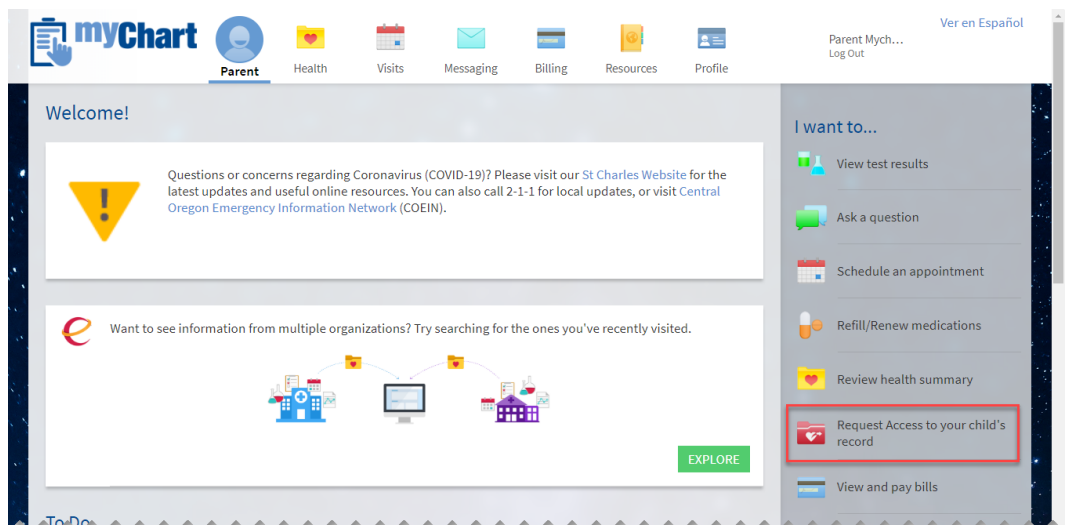 myChart
Parent
Health
Visits
Messaging
Billing
Resources
Profile
Parent Mych...
Log Out
Ver en Español
Welcome!
Questions or concerns regarding Coronavirus (COVID-19)? Please visit our St Charles Website for the
latest updates and useful online resources. You can also call 2-1-1 for local updates, or visit Central
Oregon Emergency Information Network (COEIN).
Want to see information from multiple organizations? Try searching for the ones you've recently visited.
EXPLORE
To Do
I want to...
View test results
Ask a question
Schedule an appointment
Refill/Renew medications
Review health summary
Request Access to your child's
record
View and pay bills